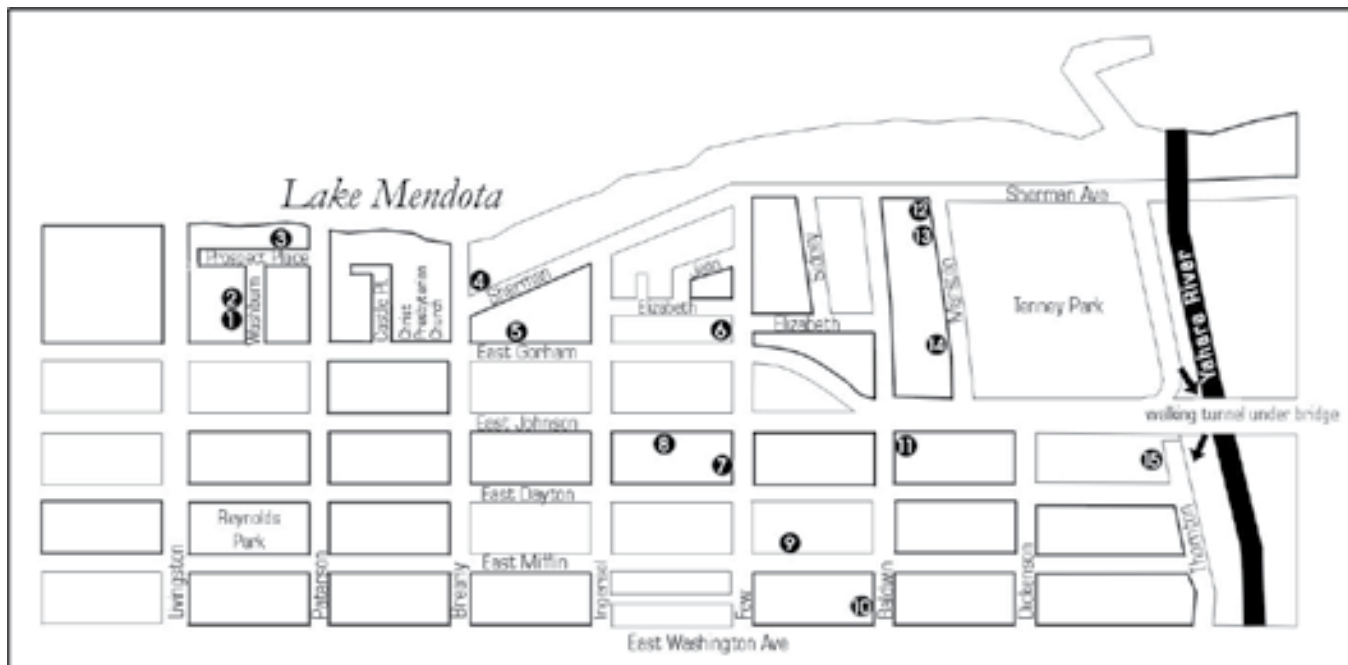 Lake Mendota
Sherman Ave
12
3
13
Prospect Place
Sidney
4
Sherman
2
Washburn
1
Castle Pl.
Christ
Presbyterian
Church
Elizabeth
Marston
Tenney Park
Yahara River
5
6
Elizabeth
14
East Gorham
walking tunnel under bridge
East Johnson
8
7
11
15
East Dayton
Reynolds
Park
9
East Mifflin
Livingston
Paterson
Brearly
Ingersol
Few
10
Baldwin
Dickenson
Thornton
East Washington Ave